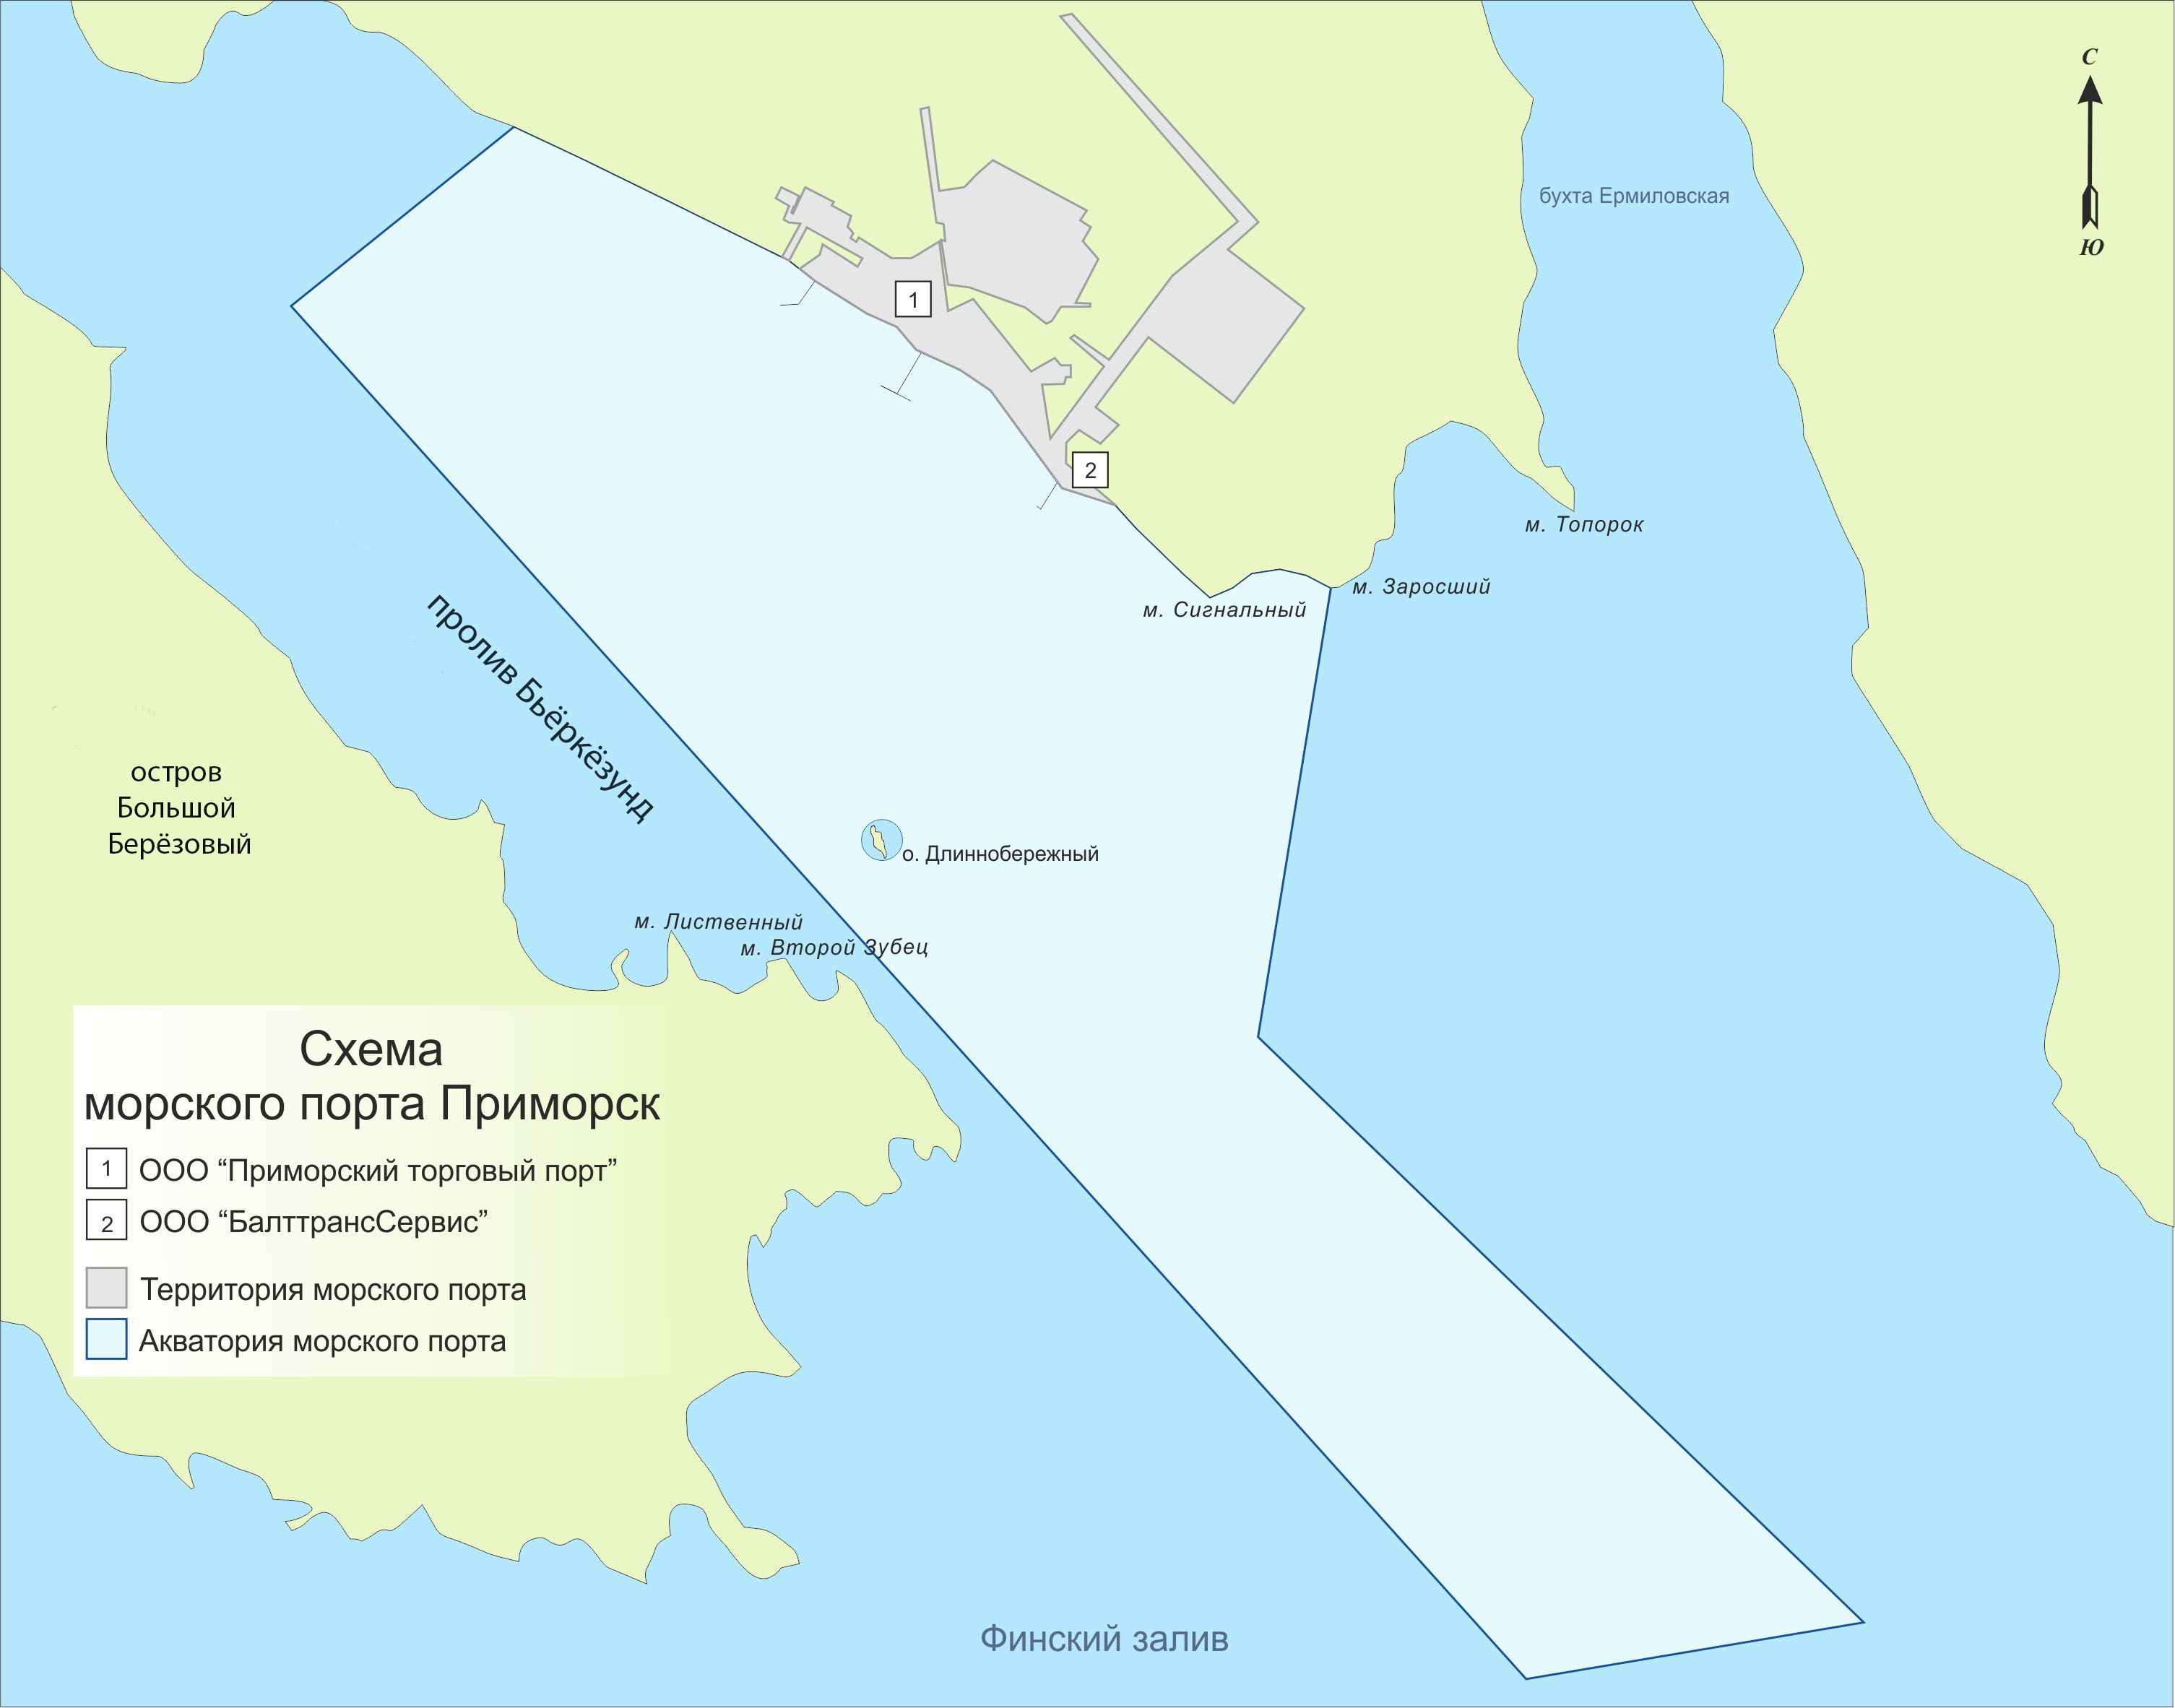 С
Ю
бухта Ермиловская
1
2
м. Топорок
м. Заросший
м. Сигнальный
пролив Бьёркёзунд
остров
Большой
Берёзовый
о. Длиннобережный
м. Лиственный
м. Второй Зубец
Схема
морского порта Приморск
1 ООО “Приморский торговый порт”
2 ООО “БалттрансСервис”
Территория морского порта
Акватория морского порта
Финский залив